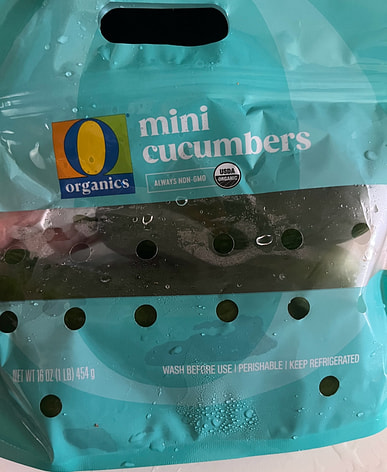 O
organics
mini
cucumbers
ALWAYS NON-GMO
USDA
ORGANIC
NET WT 16 OZ (1 LB) 454 g
WASH BEFORE USE | PERISHABLE | KEEP REFRIGERATED